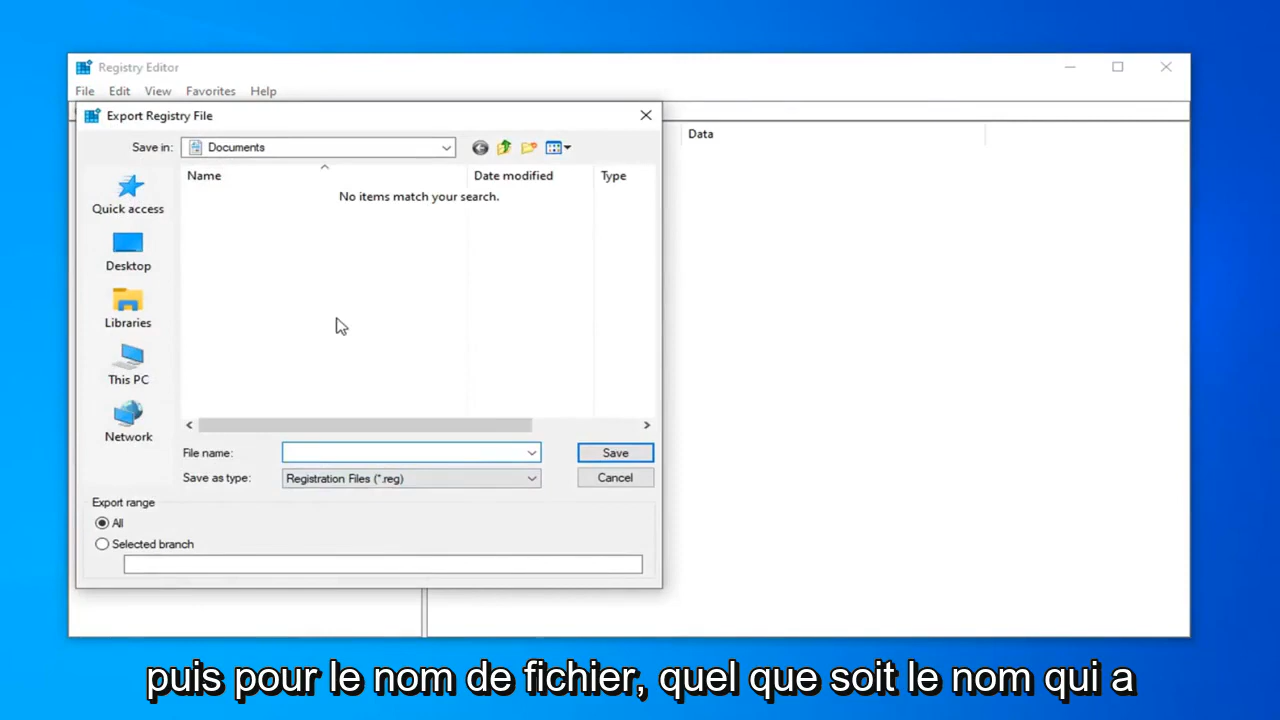 Registry Editor
File Edit View Favorites Help
Export Registry File
Save in: Documents
Data
Name Date modified Type
No items match your search.
Quick access
Desktop
Libraries
This PC
Network
File name: Save
Save as type: Registration Files (*.reg) Cancel
Export range
All
Selected branch
puis pour le nom de fichier, quel que soit le nom qui a